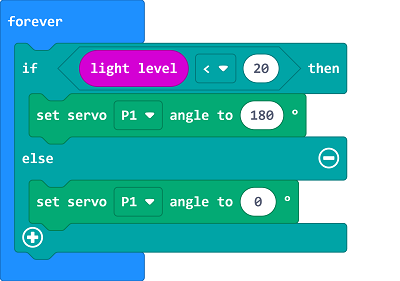 forever
if light level < 20 then
set servo P1 angle to 180 °
else
set servo P1 angle to 0 °